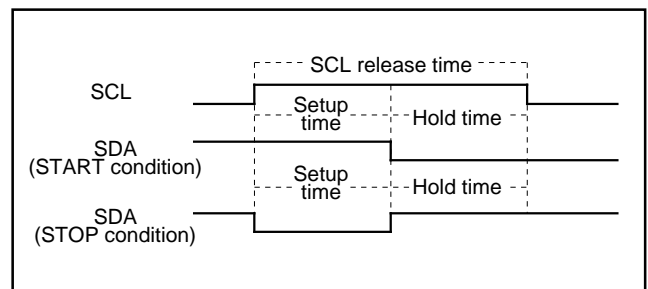 SCL release time
SCL
Setup
time
Hold time
SDA
(START condition)
Setup
time
Hold time
SDA
(STOP condition)